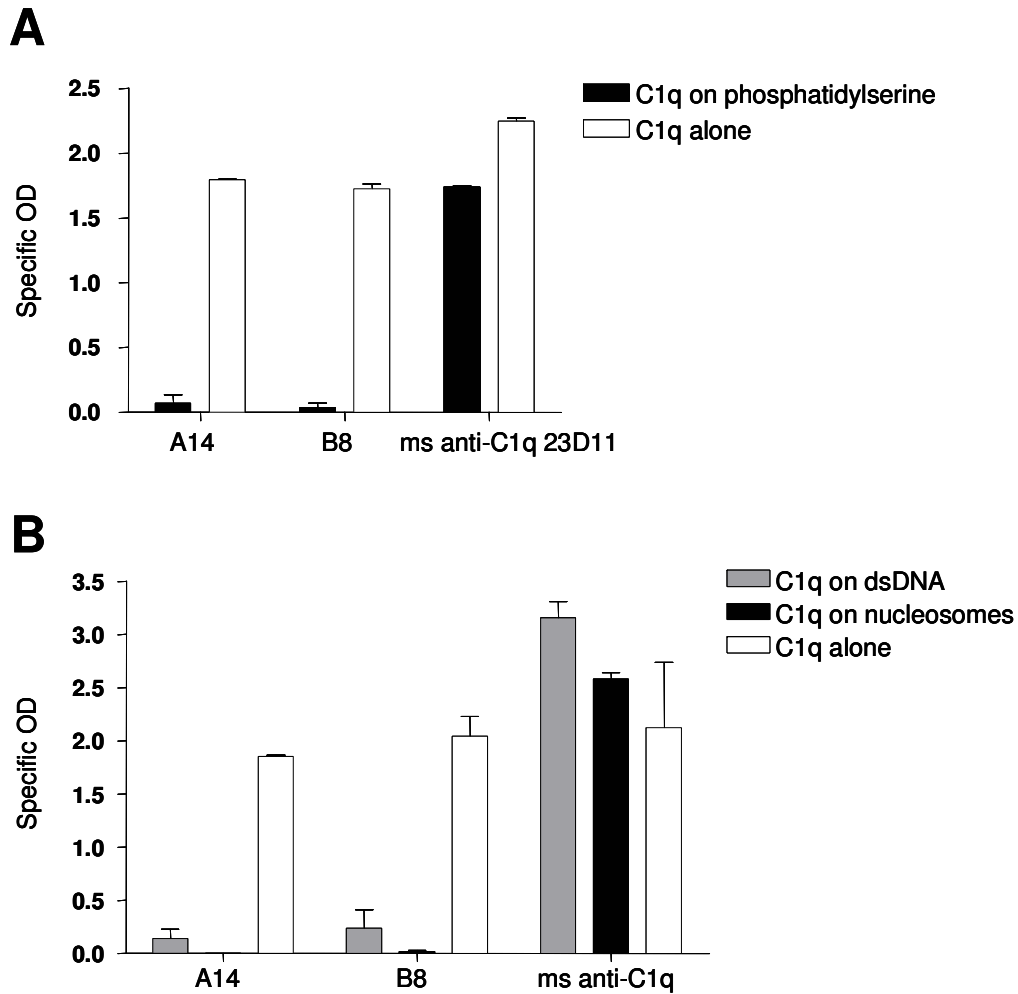 A
2.5
2.0
1.5
1.0
0.5
0.0
Specific OD
A14
B8
ms anti-C1q 23D11
C1q on phosphatidylserine
C1q alone
B
3.5
3.0
2.5
2.0
1.5
1.0
0.5
0.0
Specific OD
A14
B8
ms anti-C1q
C1q on dsDNA
C1q on nucleosomes
C1q alone